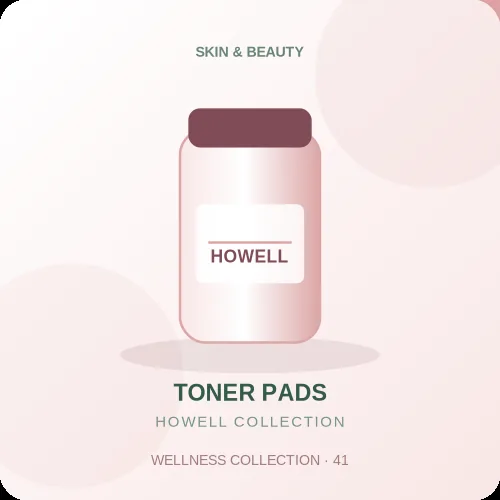 SKIN & BEAUTY
HOWELL
TONER PADS
HOWELL COLLECTION
WELLNESS COLLECTION · 41